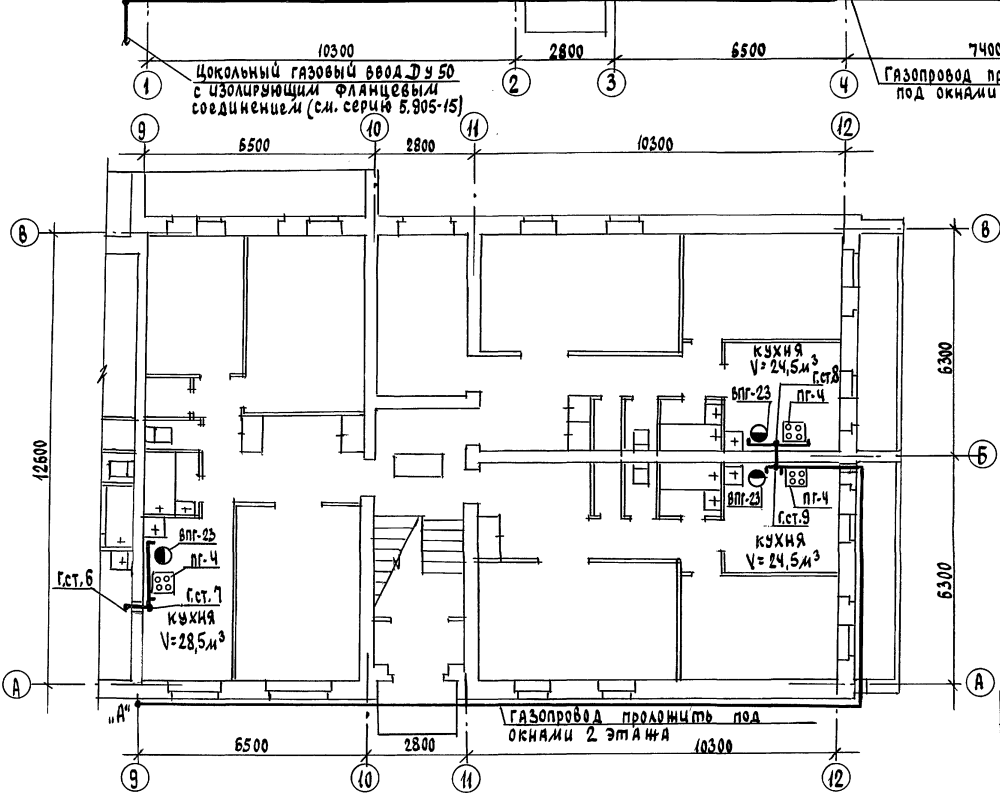 10300
2800
6500
7400
1
2
3
4
ЦОКОЛЬНЫЙ ГАЗОВЫЙ ВВОД ДУ 50
С ИЗОЛИРУЮЩИМ ФЛАНЦЕВЫМ
СОЕДИНЕНИЕМ (СМ. СЕРИЮ 5.905-15)
ГАЗОПРОВОД
ПОД ОКНАМИ
9
10
11
12
6500
2800
10300
В
В
КУХНЯ
V=24,5м³
Г.СТ.8
ВПГ-23
ПГ-4
6300
12600
Б
ВПГ-23
ПГ-4
Г.СТ.9
КУХНЯ
V=24,5м³
ВПГ-23
ПГ-4
Г.СТ.6
Г.СТ.7
КУХНЯ
V=28,5м³
6300
А
А
„А"
ГАЗОПРОВОД ПРОЛОЖИТЬ ПОД
ОКНАМИ 2 ЭТАЖА
6500
2800
10300
9
10
11
12